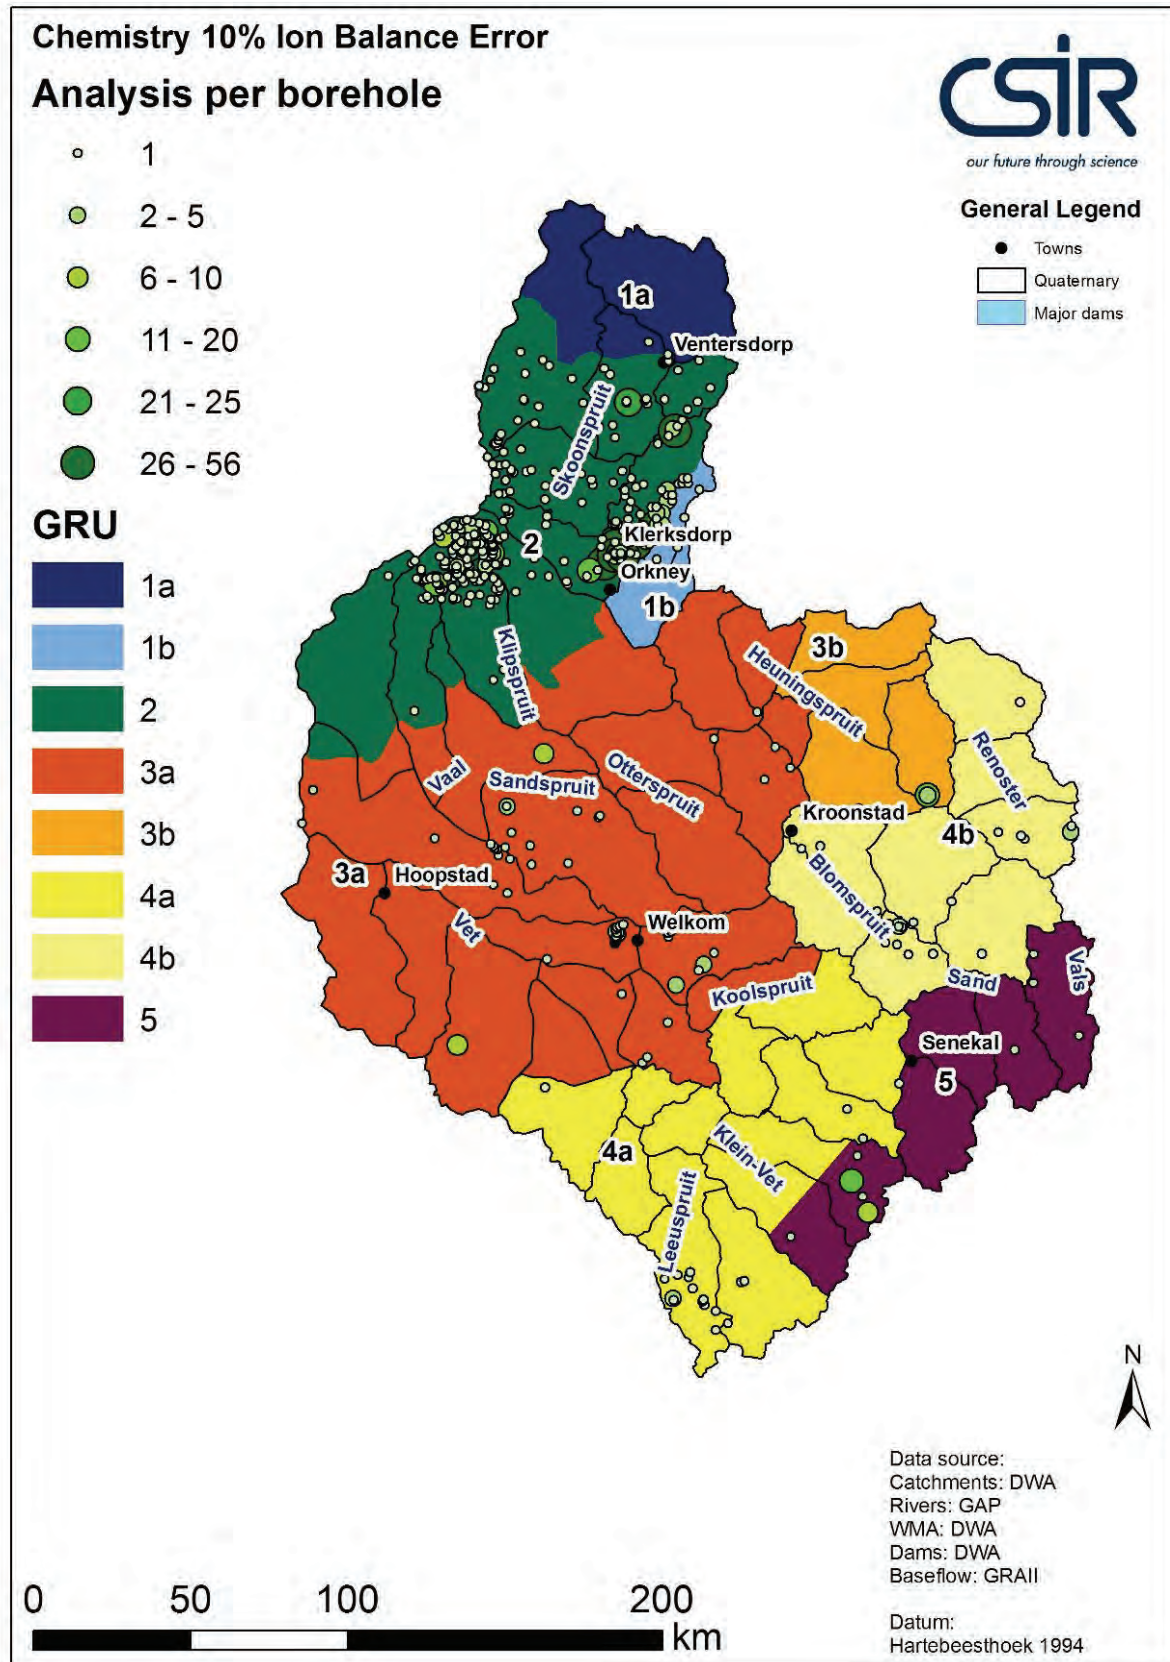 Chemistry 10% Ion Balance Error
Analysis per borehole
1
2 - 5
6 - 10
11 - 20
21 - 25
26 - 56
GRU
1a
1b
2
3a
3b
4a
4b
5
CSIR
our future through science
General Legend
Towns
Quaternary
Major dams
1a
Ventersdorp
Skoonspruit
2
Klerksdorp
Orkney
1b
3b
Klipspruit
Heuningspruit
Renoster
Vaal
Sandspruit
Otterspruit
Kroonstad
4b
3a
Hoopstad
Blomspruit
Vet
Welkom
Koolspruit
Sand
Vals
Senekal
5
4a
Klein-Vet
Leeuspruit
N
Data source:
Catchments: DWA
Rivers: GAP
WMA: DWA
Dams: DWA
Baseflow: GRAII
Datum:
Hartebeesthoek 1994
0 50 100 200
km